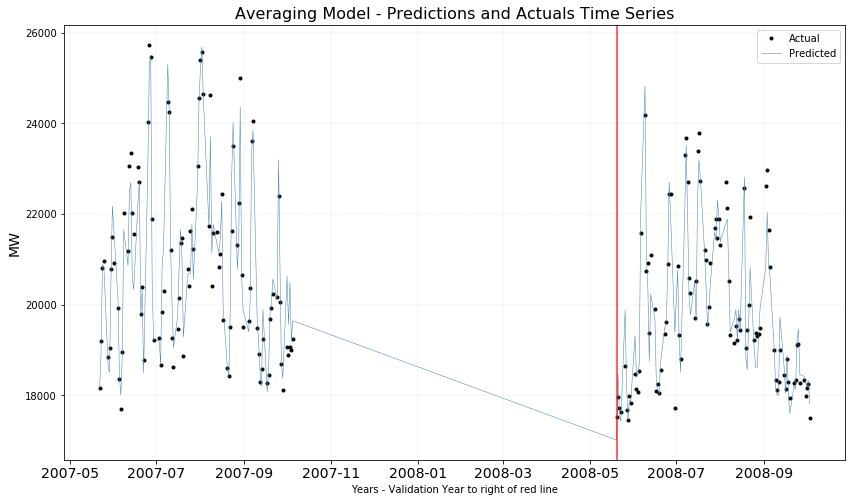 Averaging Model - Predictions and Actuals Time Series
Actual
Predicted
26000
24000
22000
20000
18000
MW
2007-05
2007-07
2007-09
2007-11
2008-01
2008-03
2008-05
2008-07
2008-09
Years - Validation Year to right of red line